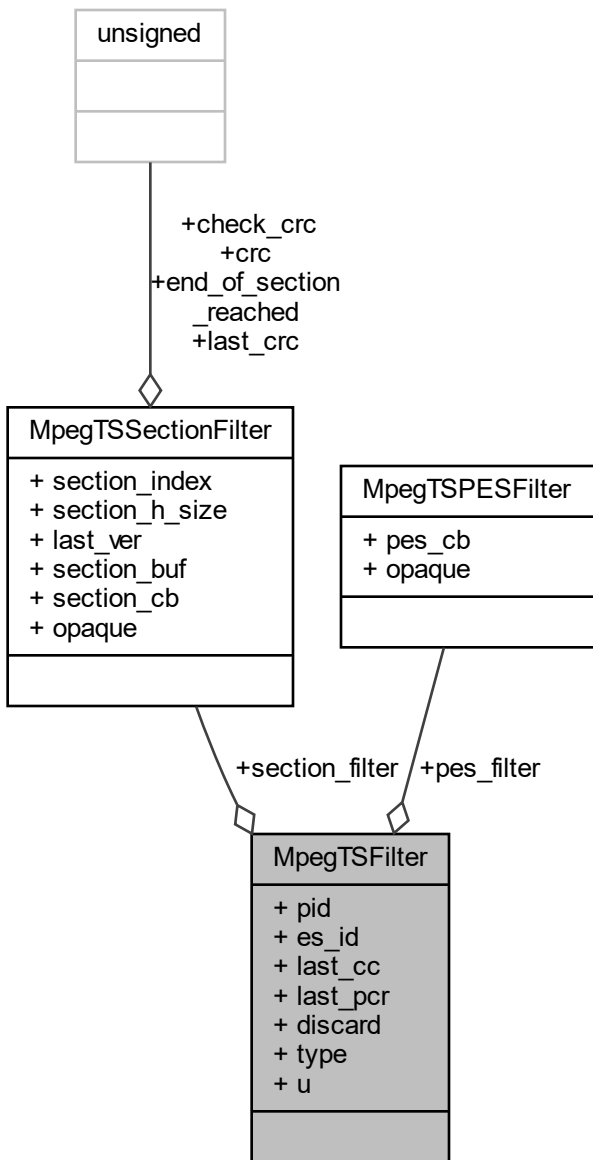 unsigned
+check_crc
+crc
+end_of_section
_reached
+last_crc
MpegTSSectionFilter
+ section_index
+ section_h_size
+ last_ver
+ section_buf
+ section_cb
+ opaque
MpegTSPESFilter
+ pes_cb
+ opaque
+section_filter
+pes_filter
MpegTSFilter
+ pid
+ es_id
+ last_cc
+ last_pcr
+ discard
+ type
+ u